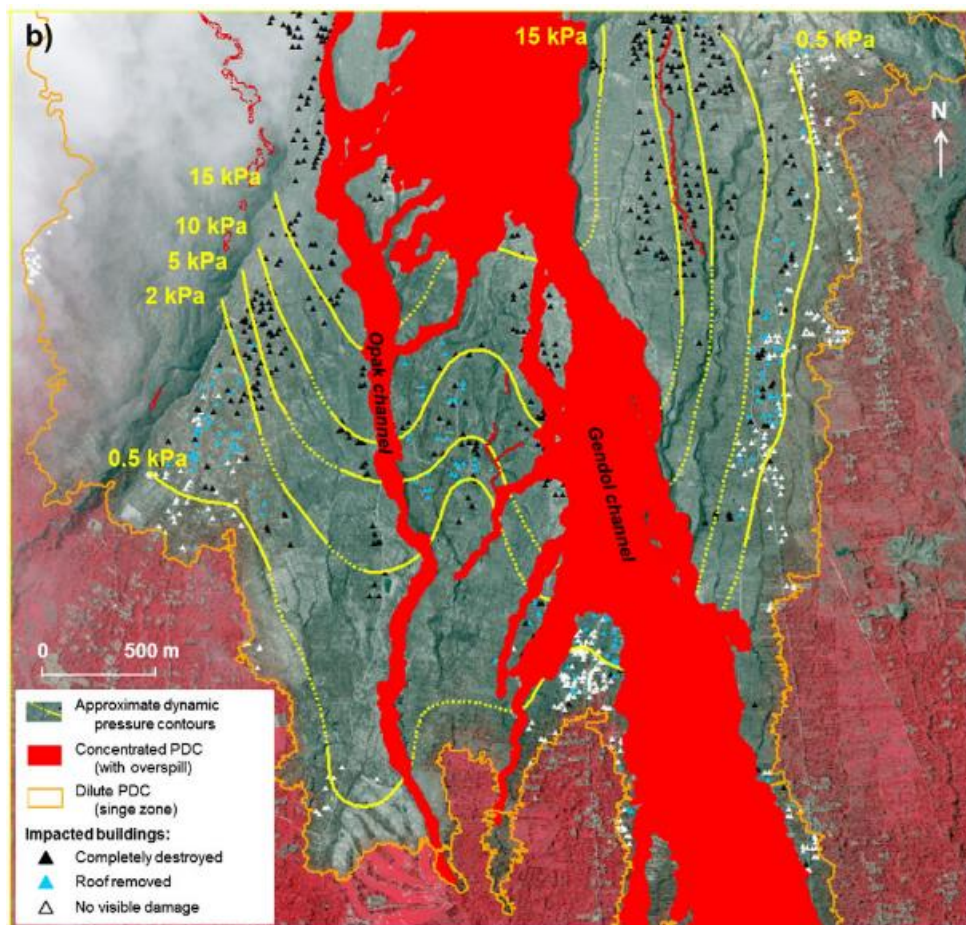 b)
15 kPa
0.5 kPa
N
15 kPa
10 kPa
5 kPa
2 kPa
0.5 kPa
Opak channel
Gendol channel
0 500 m
Approximate dynamic
pressure contours
Concentrated PDC
(with overspill)
Dilute PDC
(singe zone)
Impacted buildings:
Completely destroyed
Roof removed
No visible damage